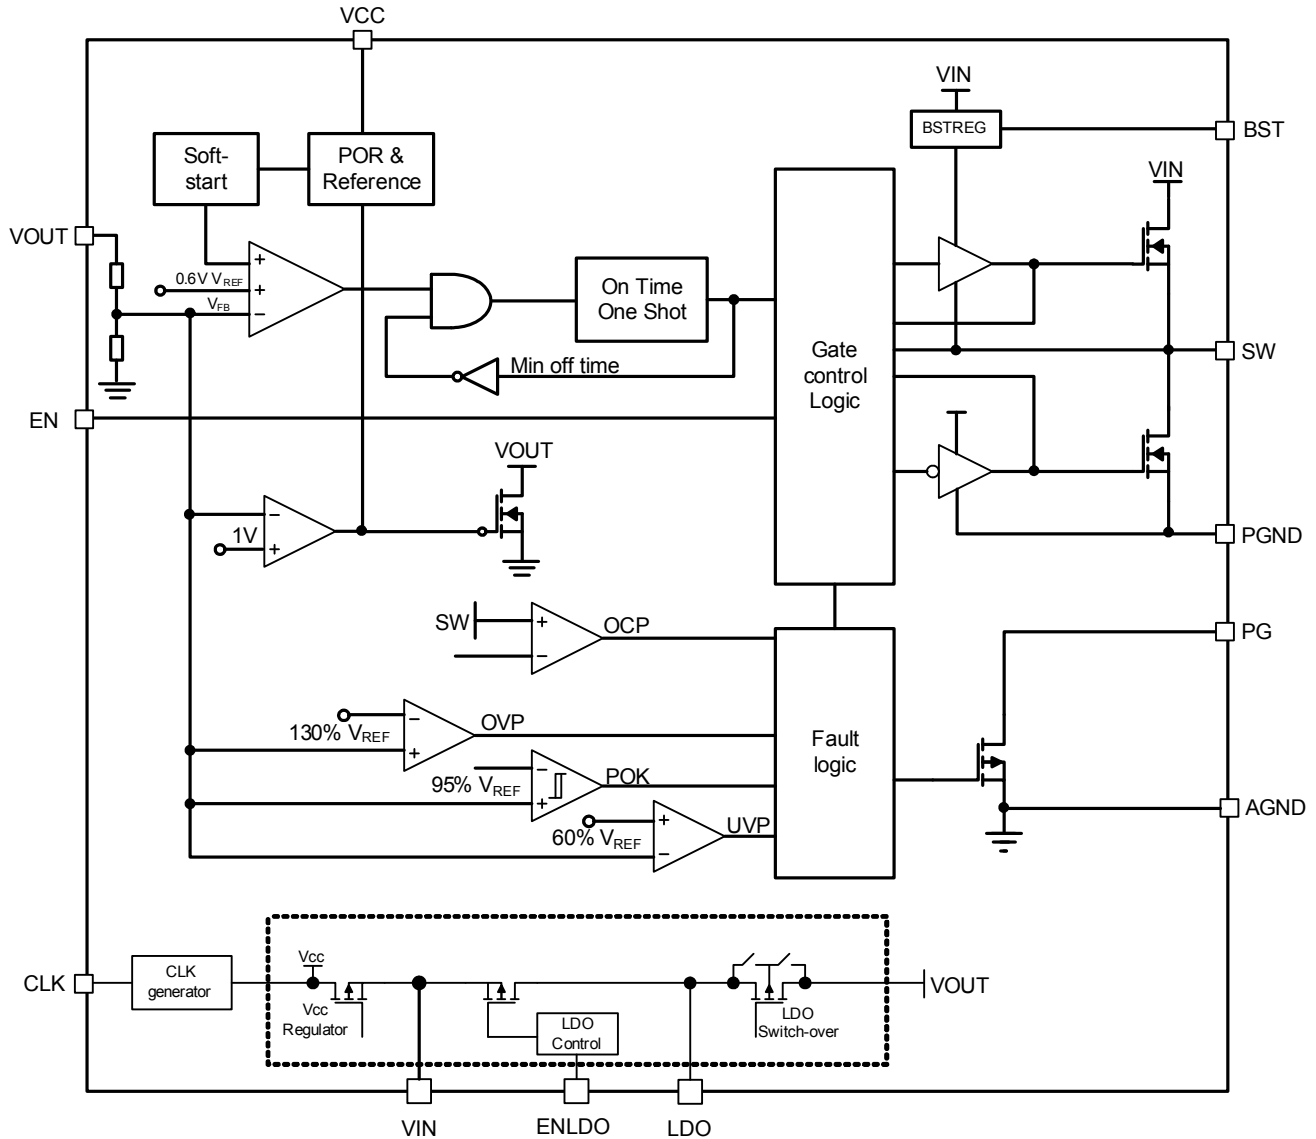 VCC
VIN
BSTREG
BST
Soft-
start
POR &
Reference
VIN
VOUT
0.6V VREF
+
+
VFB
−
On Time
One Shot
Min off time
Gate
control
Logic
SW
EN
VOUT
−
1V
+
PGND
SW
+
−
OCP
PG
130% VREF
−
+
OVP
95% VREF
−
+
POK
60% VREF
+
−
UVP
Fault
logic
AGND
CLK
CLK
generator
Vcc
Vcc
Regulator
LDO
Control
LDO
Switch-over
VOUT
VIN
ENLDO
LDO